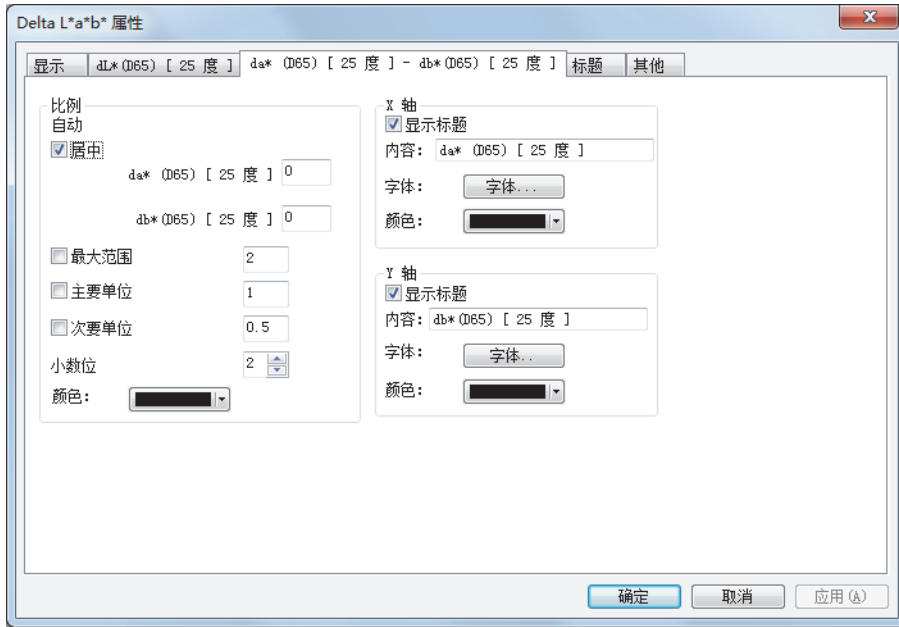 Delta L*a*b* 属性
显示 dL*(D65) [ 25 度 ] da* (D65) [ 25 度 ] - db*(D65) [ 25 度 ] 标题 其他
比例
自动
居中
da* (D65) [ 25 度 ] 0
db*(D65) [ 25 度 ] 0
最大范围 2
主要单位 1
次要单位 0.5
小数位 2
颜色:
X 轴
显示标题
内容: da* (D65) [ 25 度 ]
字体: 字体...
颜色:
Y 轴
显示标题
内容: db*(D65) [ 25 度 ]
字体: 字体..
颜色:
确定 取消 应用(A)